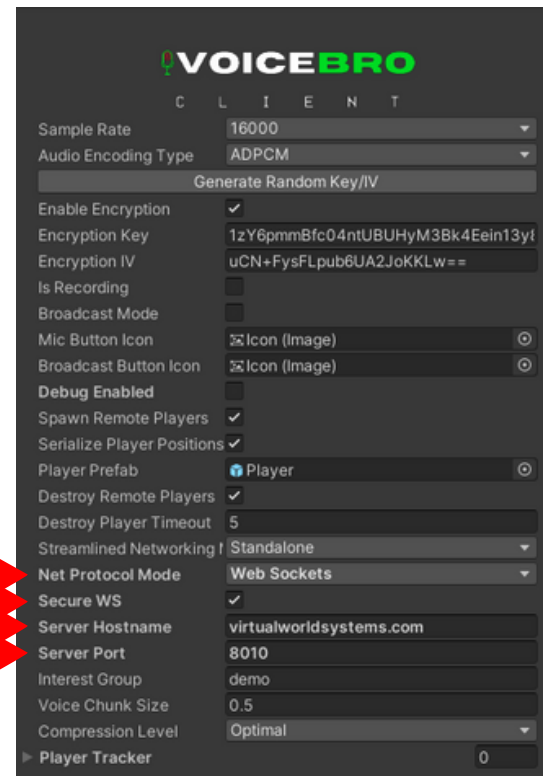 VOICEBRO
CLIENT
Sample Rate 16000
Audio Encoding Type ADPCM
Generate Random Key/IV
Enable Encryption
Encryption Key 1zY6pmmBfc04ntUBUHyM3Bk4Eein13y
Encryption IV uCN+FysFLpub6UA2JoKKLw==
Is Recording
Broadcast Mode
Mic Button Icon Icon (Image)
Broadcast Button Icon Icon (Image)
Debug Enabled
Spawn Remote Players
Serialize Player Positions
Player Prefab Player
Destroy Remote Players
Destroy Player Timeout 5
Streamlined Networking Standalone
Net Protocol Mode Web Sockets
Secure WS
Server Hostname virtualworldsystems.com
Server Port 8010
Interest Group demo
Voice Chunk Size 0.5
Compression Level Optimal
Player Tracker 0